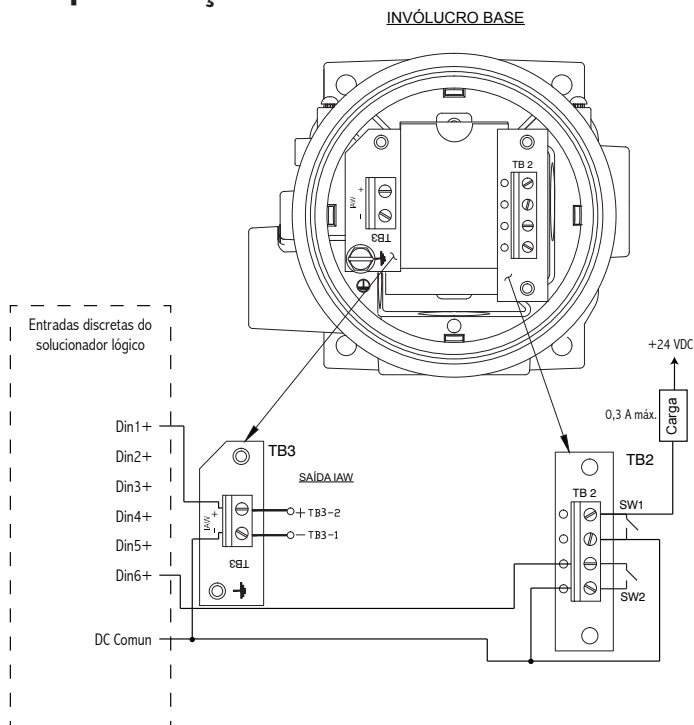 INVÓLUCRO BASE
TB 2
+
IAW
−
TB3
Entradas discretas do
solucionador lógico
+24 VDC
0,3 A máx.
Carga
Din1+
Din2+
Din3+
Din4+
Din5+
Din6+
DC Comun
TB3
SAÍDA IAW
+
IAW
−
+ TB3-2
− TB3-1
TB3
TB2
TB 2
SW1
SW2